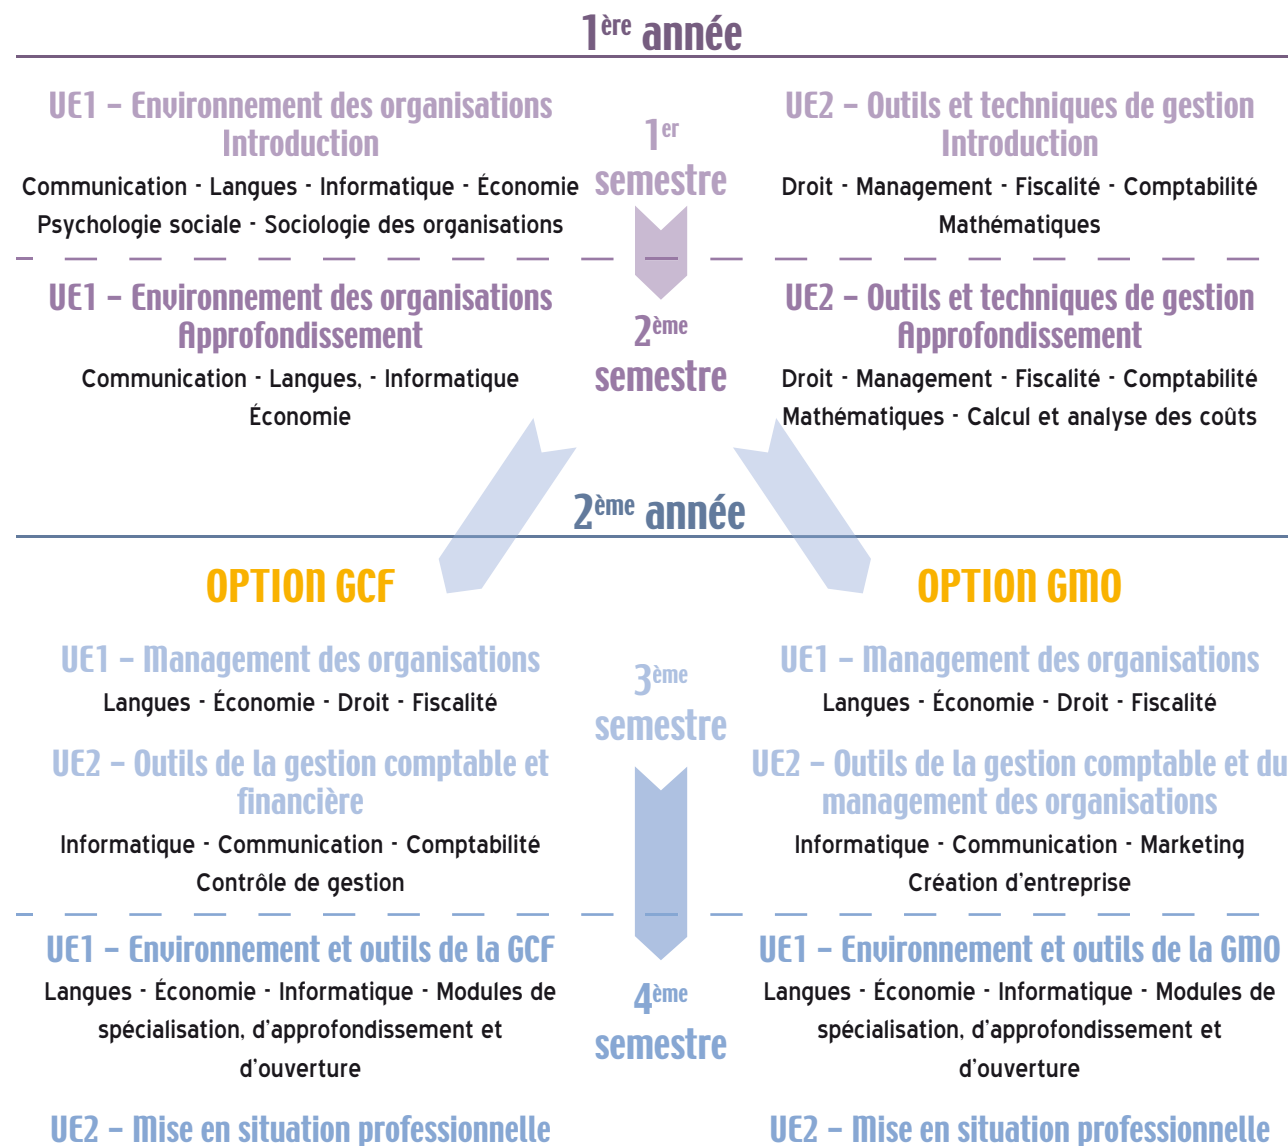 1ère année
UE1 – Environnement des organisations
Introduction
Communication - Langues - Informatique - Économie
Psychologie sociale - Sociologie des organisations
1er
semestre
UE2 – Outils et techniques de gestion
Introduction
Droit - Management - Fiscalité - Comptabilité
Mathématiques
UE1 – Environnement des organisations
Approfondissement
Communication - Langues, - Informatique
Économie
2ème
semestre
UE2 – Outils et techniques de gestion
Approfondissement
Droit - Management - Fiscalité - Comptabilité
Mathématiques - Calcul et analyse des coûts
2ème année
OPTION GCF
UE1 – Management des organisations
Langues - Économie - Droit - Fiscalité
UE2 – Outils de la gestion comptable et
financière
Informatique - Communication - Comptabilité
Contrôle de gestion
3ème
semestre
OPTION GMO
UE1 – Management des organisations
Langues - Économie - Droit - Fiscalité
UE2 – Outils de la gestion comptable et du
management des organisations
Informatique - Communication - Marketing
Création d'entreprise
UE1 – Environnement et outils de la GCF
Langues - Économie - Informatique - Modules de
spécialisation, d'approfondissement et
d'ouverture
UE2 – Mise en situation professionnelle
4ème
semestre
UE1 – Environnement et outils de la GMO
Langues - Économie - Informatique - Modules de
spécialisation, d'approfondissement et
d'ouverture
UE2 – Mise en situation professionnelle